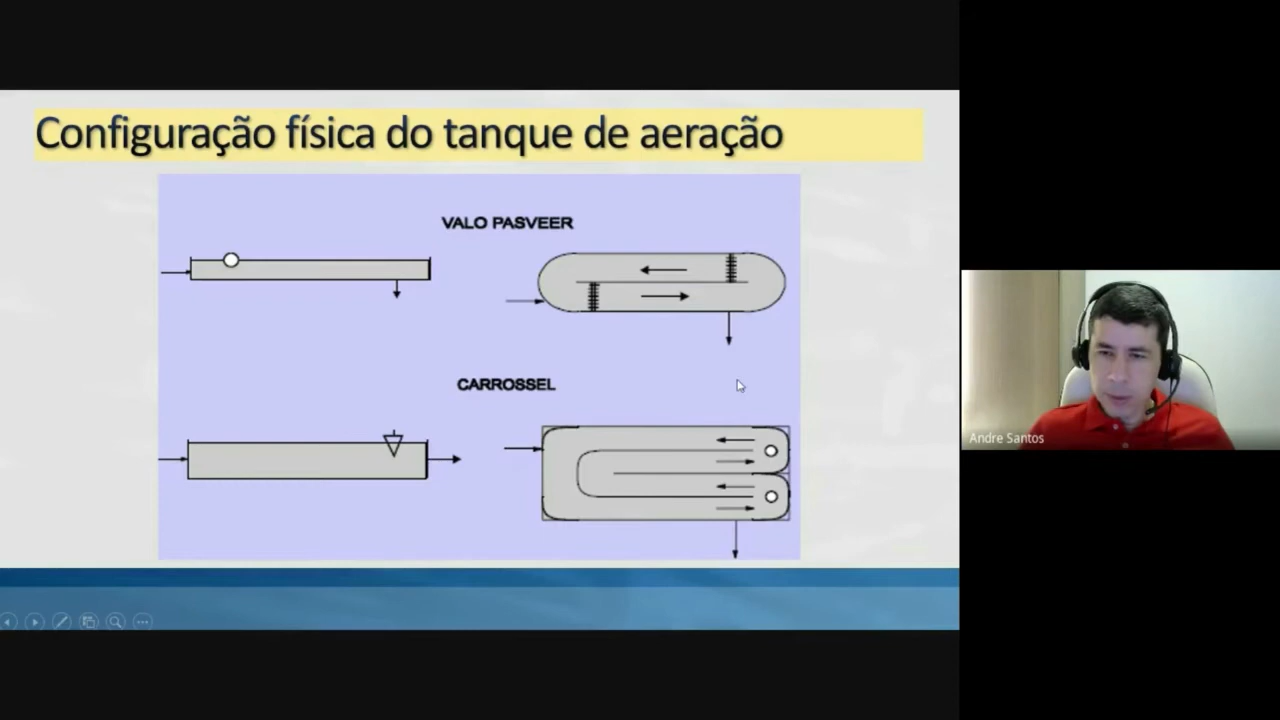 Configuração física do tanque de aeração
VALO PASVEER
CARROSSEL
Andre Santos